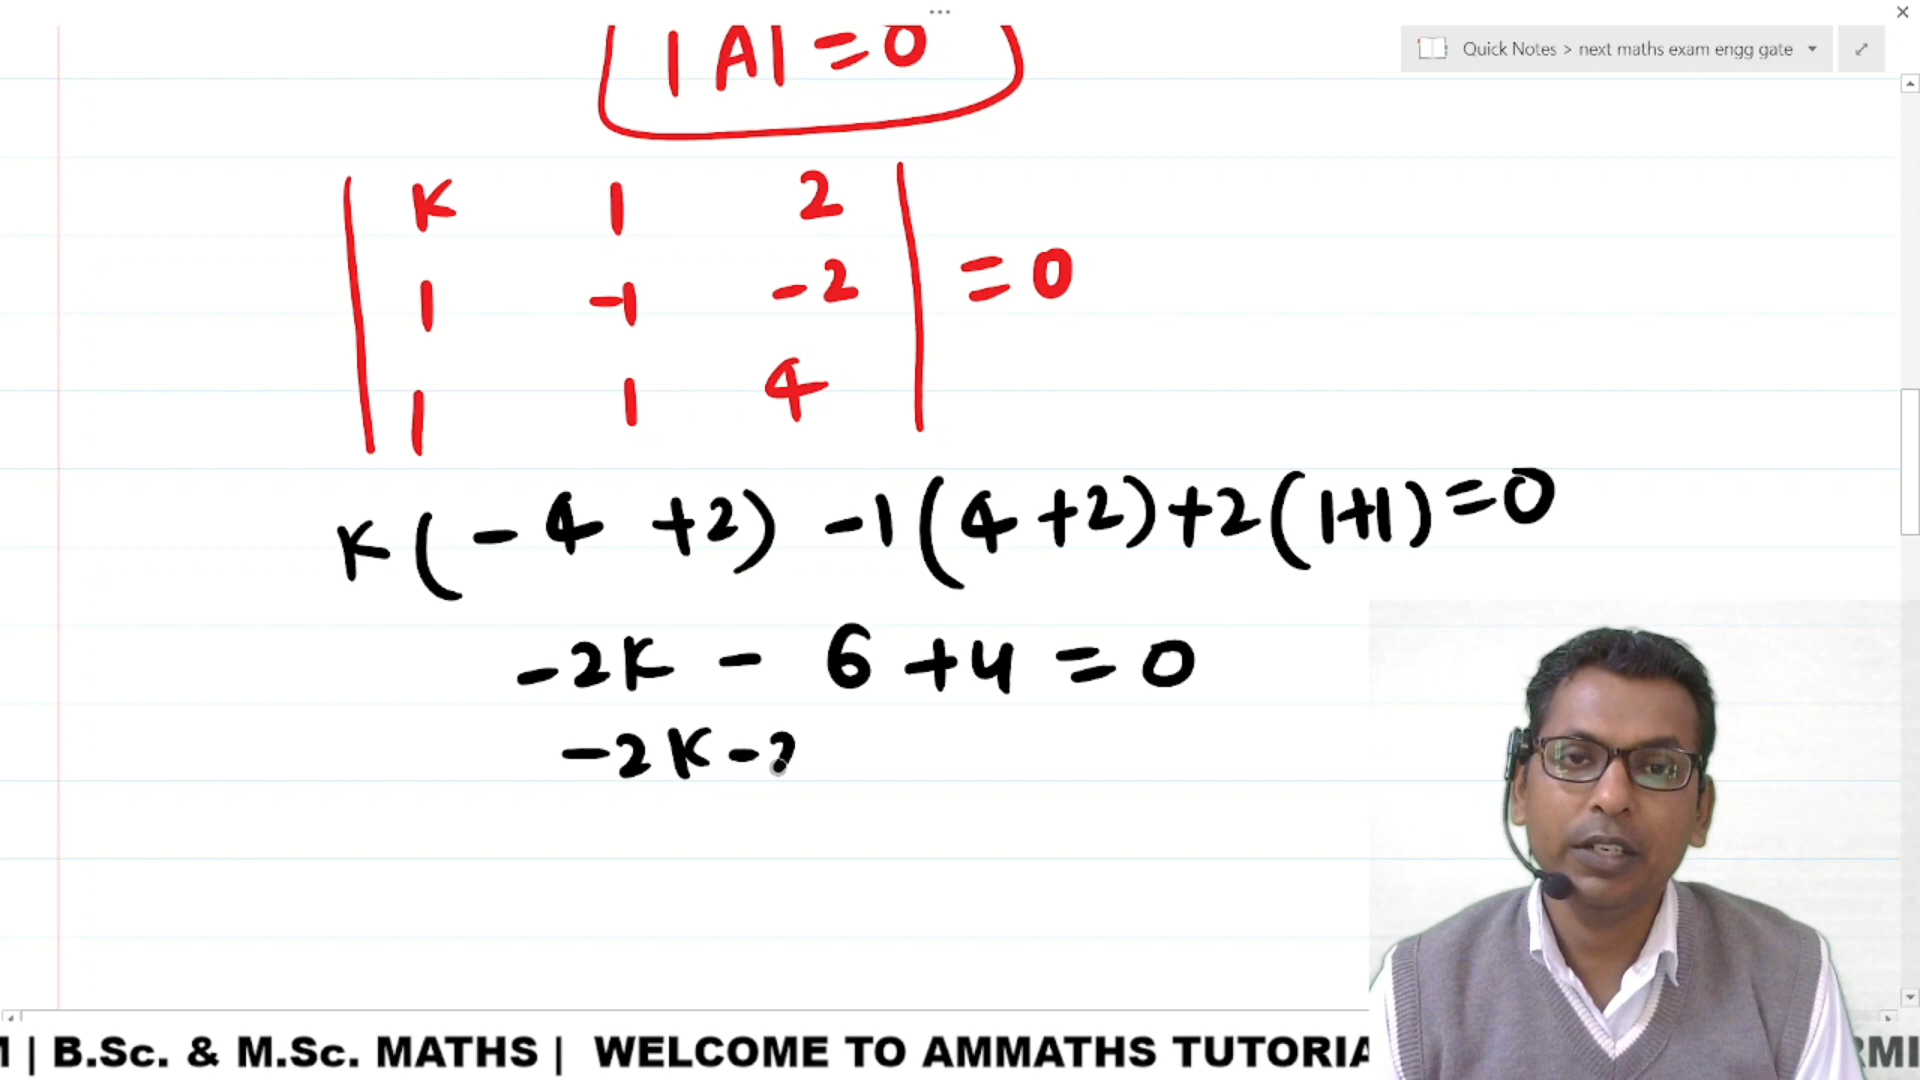 Quick Notes > next maths exam engg gate
|A| = 0
| K 1 2 |
| 1 -1 -2 | = 0
| 1 1 4 |
K(-4 +2) -1(4+2)+2(1+1)=0
-2K - 6 +4 = 0
-2K-2
| B.Sc. & M.Sc. MATHS | WELCOME TO AMMATHS TUTORIA